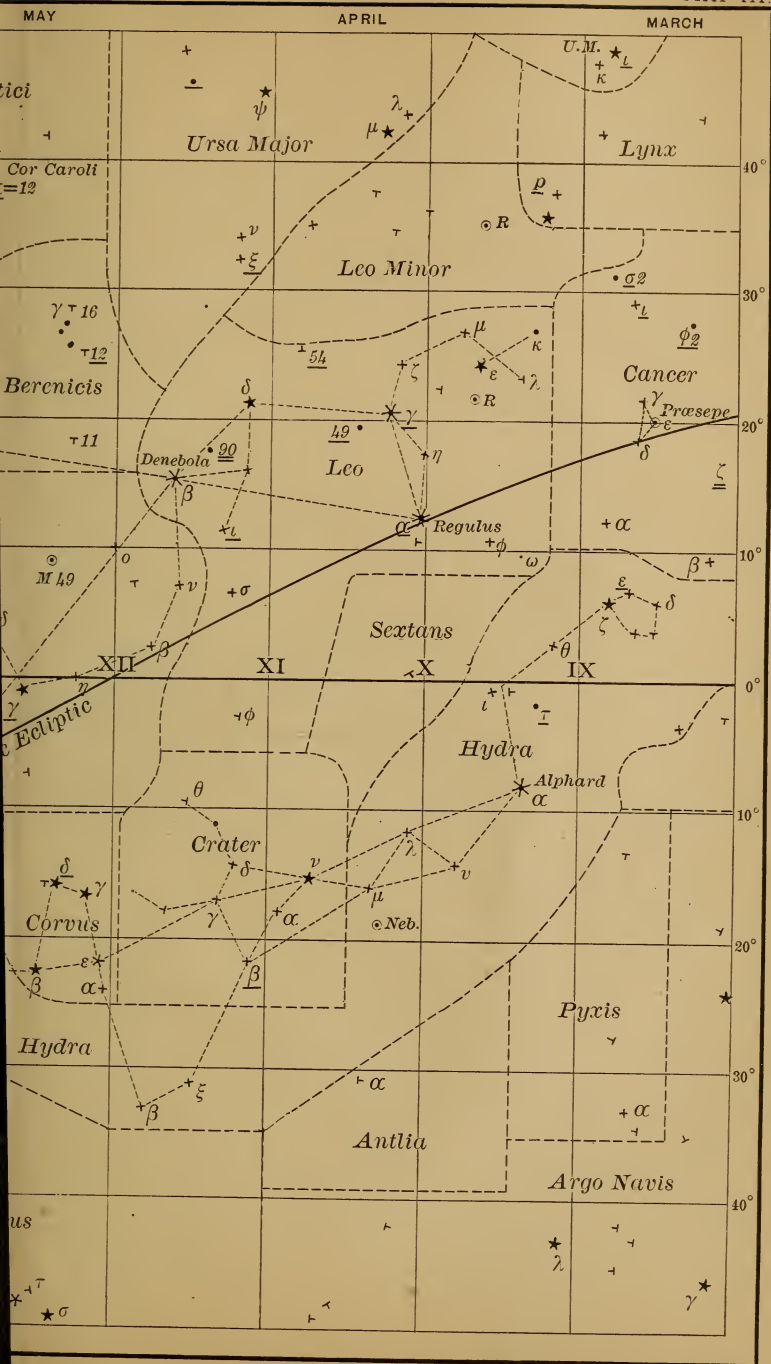 MAY APRIL MARCH
U.M. ι
κ
tici
ψ
λ
μ
Ursa Major
Lynx
40°
Cor Caroli
=12
p
ν
R
ξ
Leo Minor
σ2
30°
γ 16
ι
μ
κ
φ2
12
54
ζ
ε
λ
Cancer
Berenicis
δ
R
γ
Præsepe
γ
ε
20°
49
11
90
η
δ
Denebola
Leo
β
ζ
ι
α Regulus
α
φ
10°
ω
β
M 49
o
ν
σ
ε
δ
δ
ζ
Sextans
β
θ
XII XI X IX
η
0°
γ
ι
τ
c Ecliptic
φ
Hydra
Alphard
θ
α
10°
Crater
λ
δ
ν
υ
δ
γ
μ
γ
α
Corvus
Neb.
20°
ε
β
β
α
Pyxis
Hydra
ξ
α
30°
β
α
Antlia
Argo Navis
40°
us
λ
τ
γ
σ